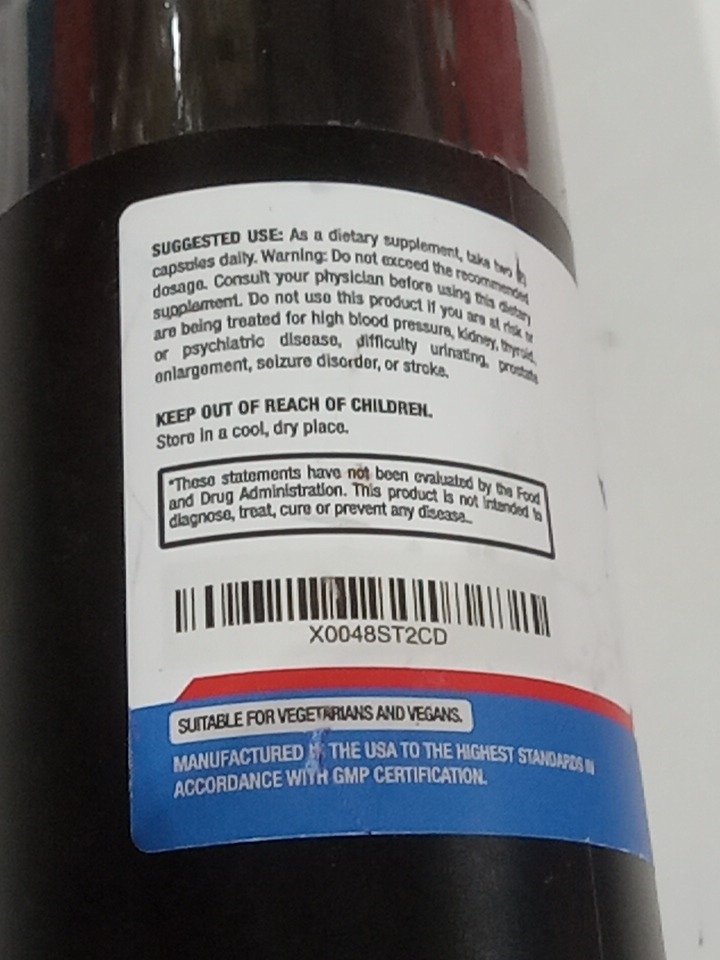 SUGGESTED USE: As a dietary supplement, take two
capsules daily. Warning: Do not exceed the recommended
dosage. Consult your physician before using this dietary
supplement. Do not use this product if you are at risk or
are being treated for high blood pressure, kidney, thyroid,
or psychiatric disease, difficulty urinating, prostate
enlargement, seizure disorder, or stroke.
KEEP OUT OF REACH OF CHILDREN.
Store in a cool, dry place.
*These statements have not been evaluated by the Food
and Drug Administration. This product is not intended to
diagnose, treat, cure or prevent any disease..
X0048ST2CD
SUITABLE FOR VEGETARIANS AND VEGANS.
MANUFACTURED THE USA TO THE HIGHEST STANDARDS IN
ACCORDANCE WITH GMP CERTIFICATION.